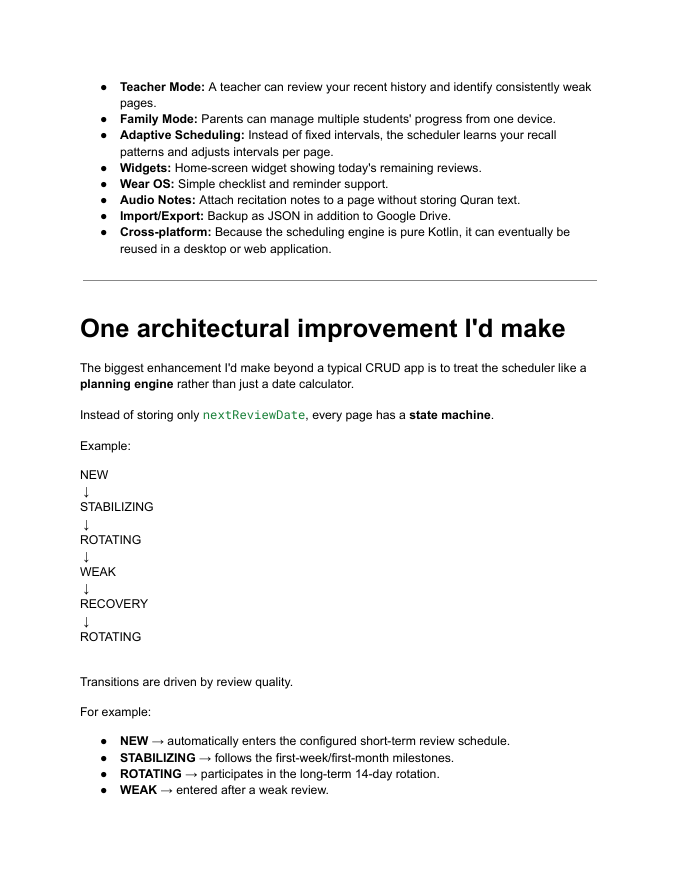 ● Teacher Mode: A teacher can review your recent history and identify consistently weak
pages.
● Family Mode: Parents can manage multiple students' progress from one device.
● Adaptive Scheduling: Instead of fixed intervals, the scheduler learns your recall
patterns and adjusts intervals per page.
● Widgets: Home-screen widget showing today's remaining reviews.
● Wear OS: Simple checklist and reminder support.
● Audio Notes: Attach recitation notes to a page without storing Quran text.
● Import/Export: Backup as JSON in addition to Google Drive.
● Cross-platform: Because the scheduling engine is pure Kotlin, it can eventually be
reused in a desktop or web application.
One architectural improvement I'd make
The biggest enhancement I'd make beyond a typical CRUD app is to treat the scheduler like a
planning engine rather than just a date calculator.
Instead of storing only nextReviewDate, every page has a state machine.
Example:
NEW
↓
STABILIZING
↓
ROTATING
↓
WEAK
↓
RECOVERY
↓
ROTATING
Transitions are driven by review quality.
For example:
● NEW → automatically enters the configured short-term review schedule.
● STABILIZING → follows the first-week/first-month milestones.
● ROTATING → participates in the long-term 14-day rotation.
● WEAK → entered after a weak review.